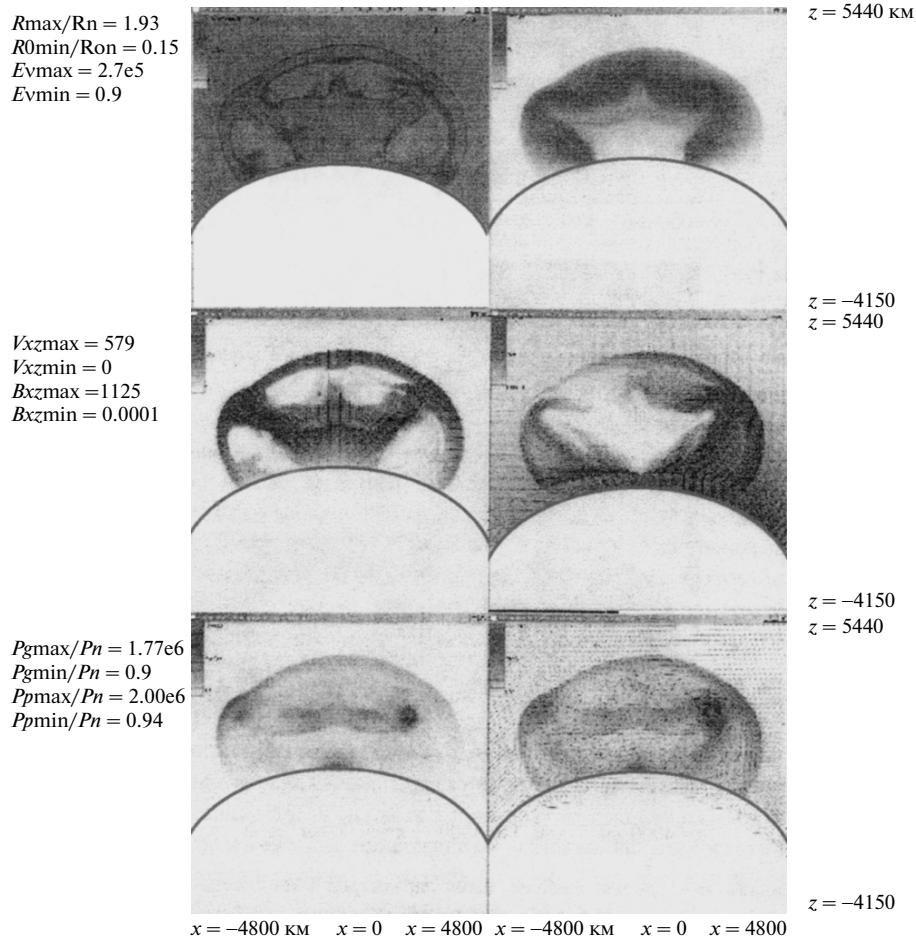 Rmax/Rn = 1.93
R0min/Ron = 0.15
Evmax = 2.7e5
Evmin = 0.9
z = 5440 км
z = –4150
z = 5440
Vxzmax = 579
Vxzmin = 0
Bxzmax =1125
Bxzmin = 0.0001
z = –4150
z = 5440
Pgmax/Pn = 1.77e6
Pgmin/Pn = 0.9
Ppmax/Pn = 2.00e6
Ppmin/Pn = 0.94
z = –4150
x = –4800 км x = 0 x = 4800 x = –4800 км x = 0 x = 4800